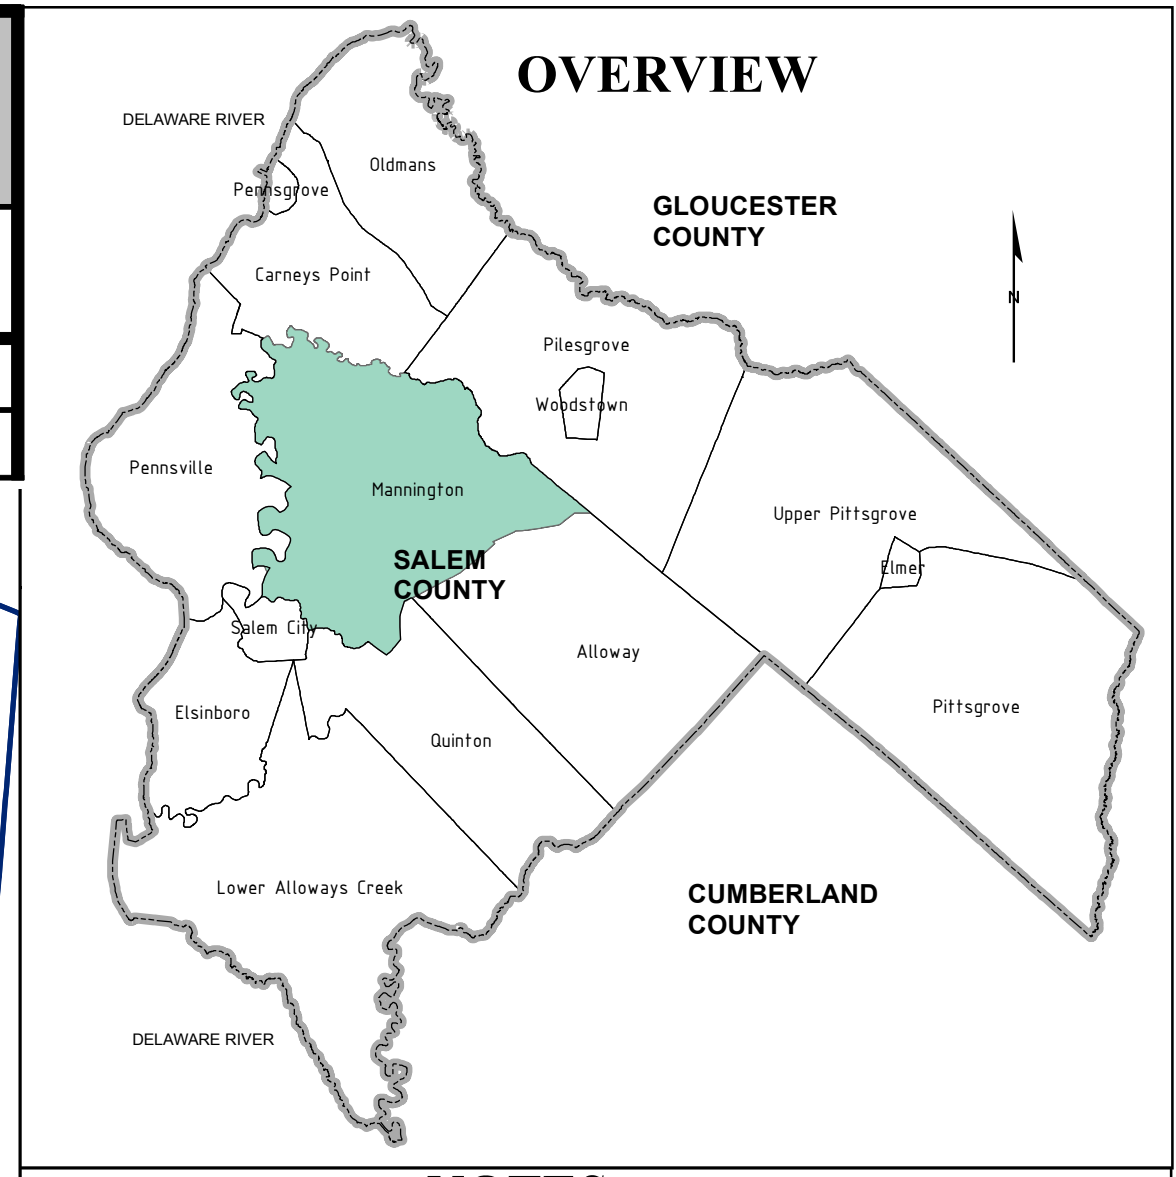 OVERVIEW
DELAWARE RIVER
Oldmans
Pennsgrove
GLOUCESTER
COUNTY
Carneys Point
N
Pilesgrove
Woodstown
Pennsville
Mannington
Upper Pittsgrove
SALEM
COUNTY
Elmer
Salem City
Alloway
Elsinboro
Pittsgrove
Quinton
Lower Alloways Creek
CUMBERLAND
COUNTY
DELAWARE RIVER